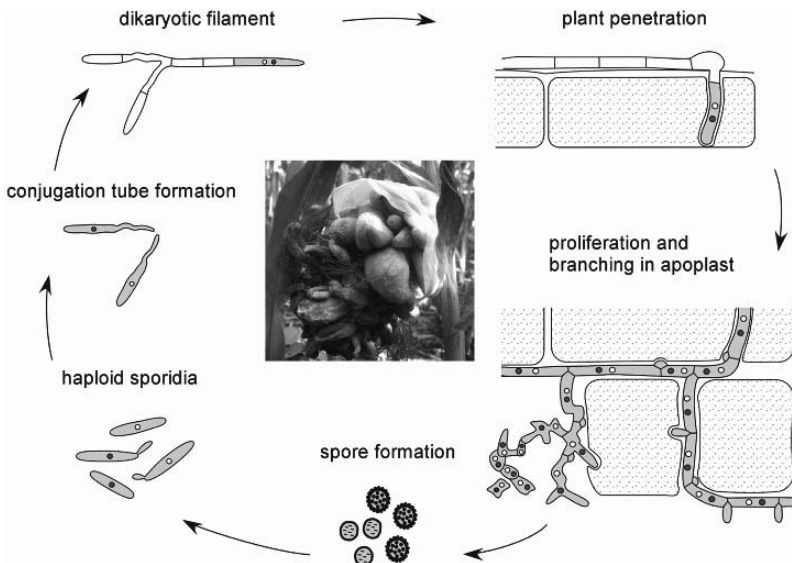 dikaryotic filament
plant penetration
conjugation tube formation
proliferation and
branching in apoplast
haploid sporidia
spore formation